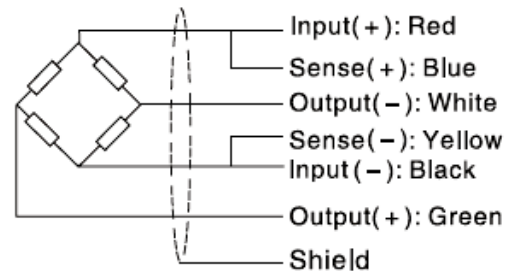 Input(+): Red
Sense(+): Blue
Output(−): White
Sense(−): Yellow
Input(−): Black
Output(+): Green
Shield